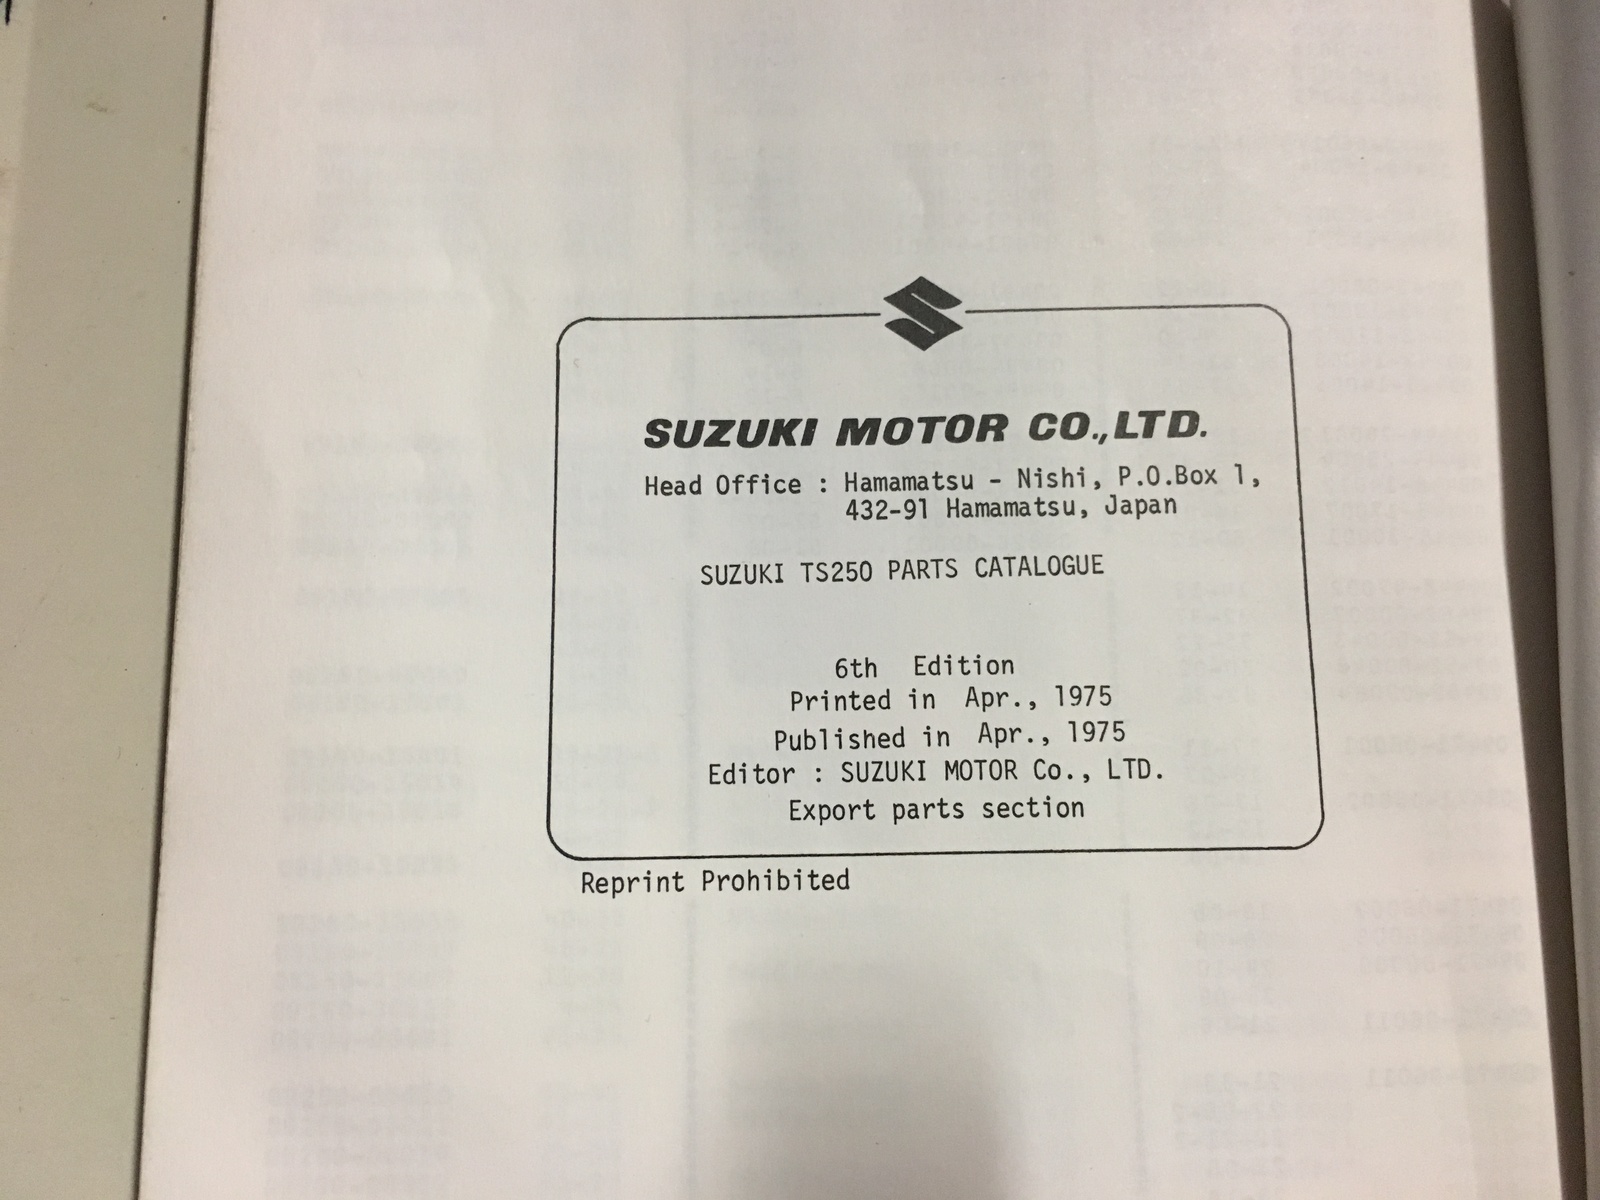 SUZUKI MOTOR CO.,LTD.
Head Office : Hamamatsu - Nishi, P.O.Box 1,
432-91 Hamamatsu, Japan
SUZUKI TS250 PARTS CATALOGUE
6th Edition
Printed in Apr., 1975
Published in Apr., 1975
Editor : SUZUKI MOTOR Co., LTD.
Export parts section
Reprint Prohibited